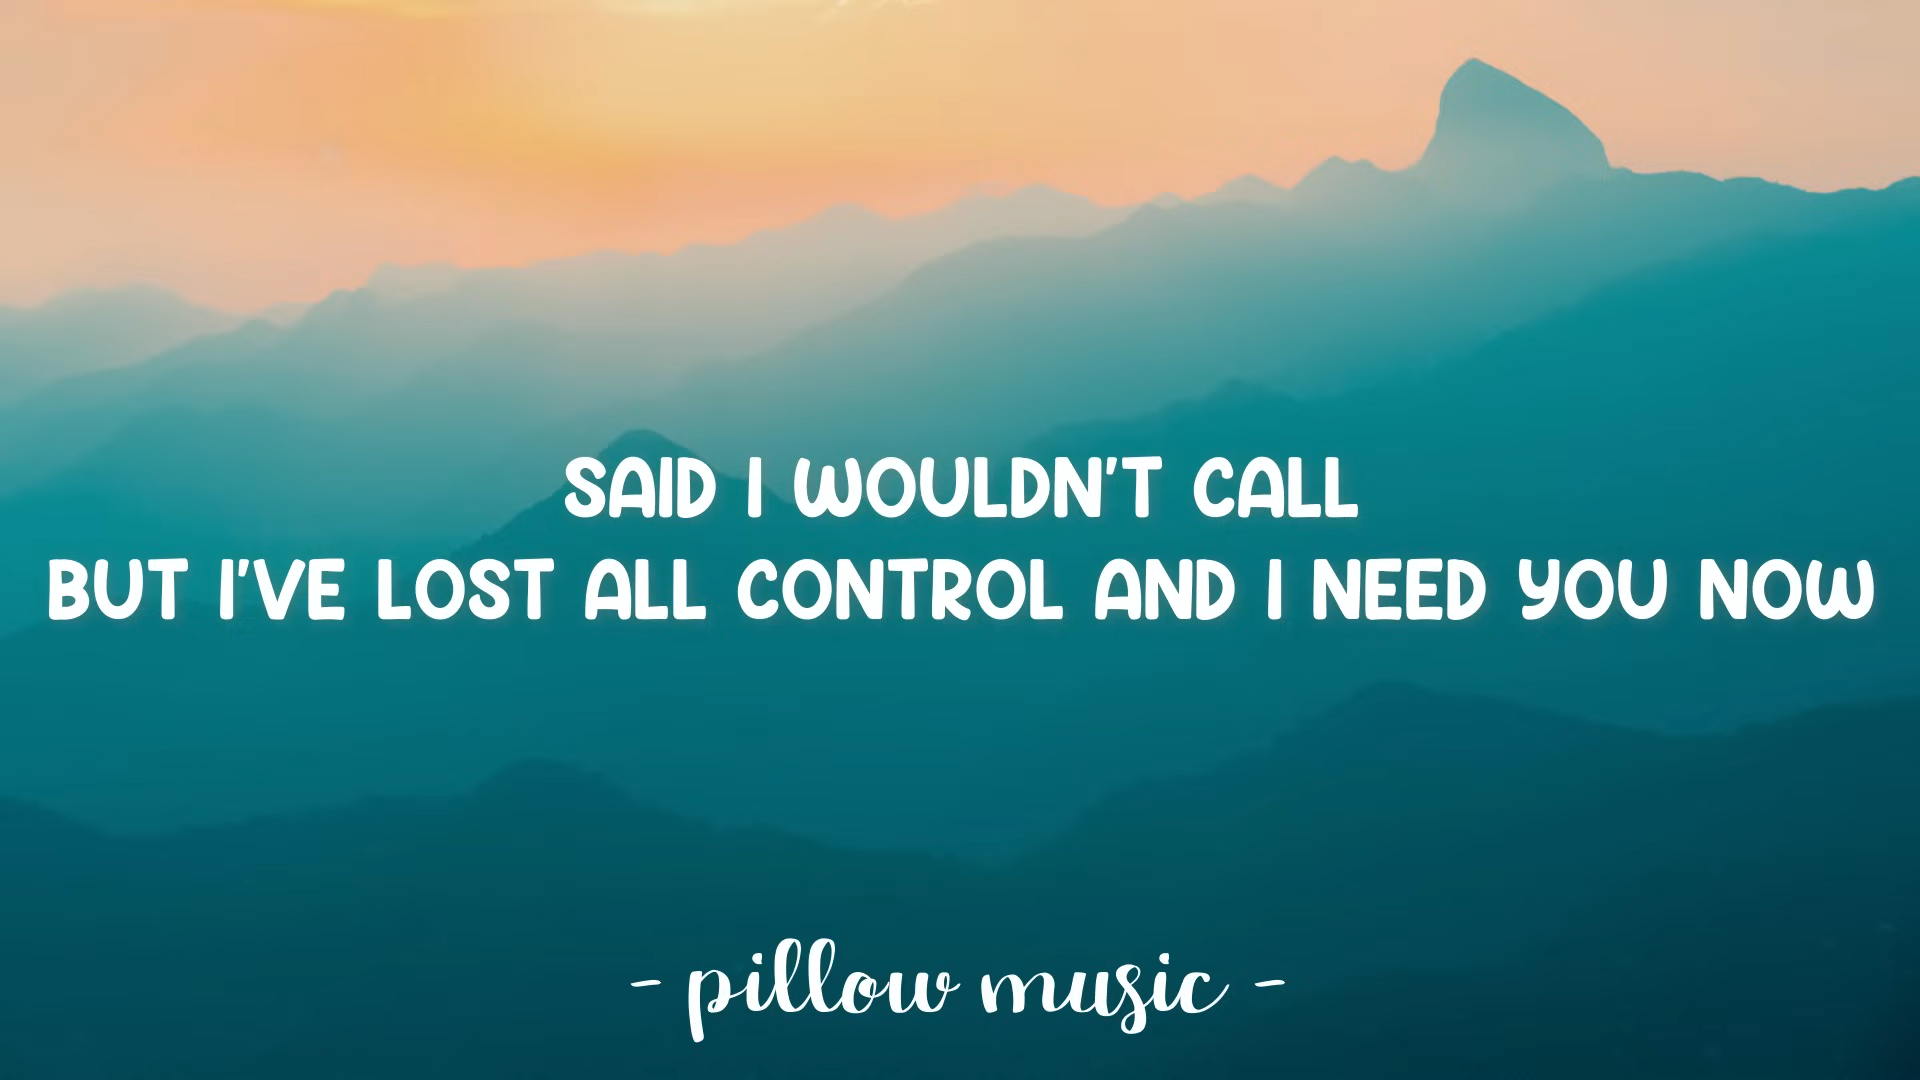 SAID I WOULDN'T CALL
BUT I'VE LOST ALL CONTROL AND I NEED YOU NOW
- pillow music -